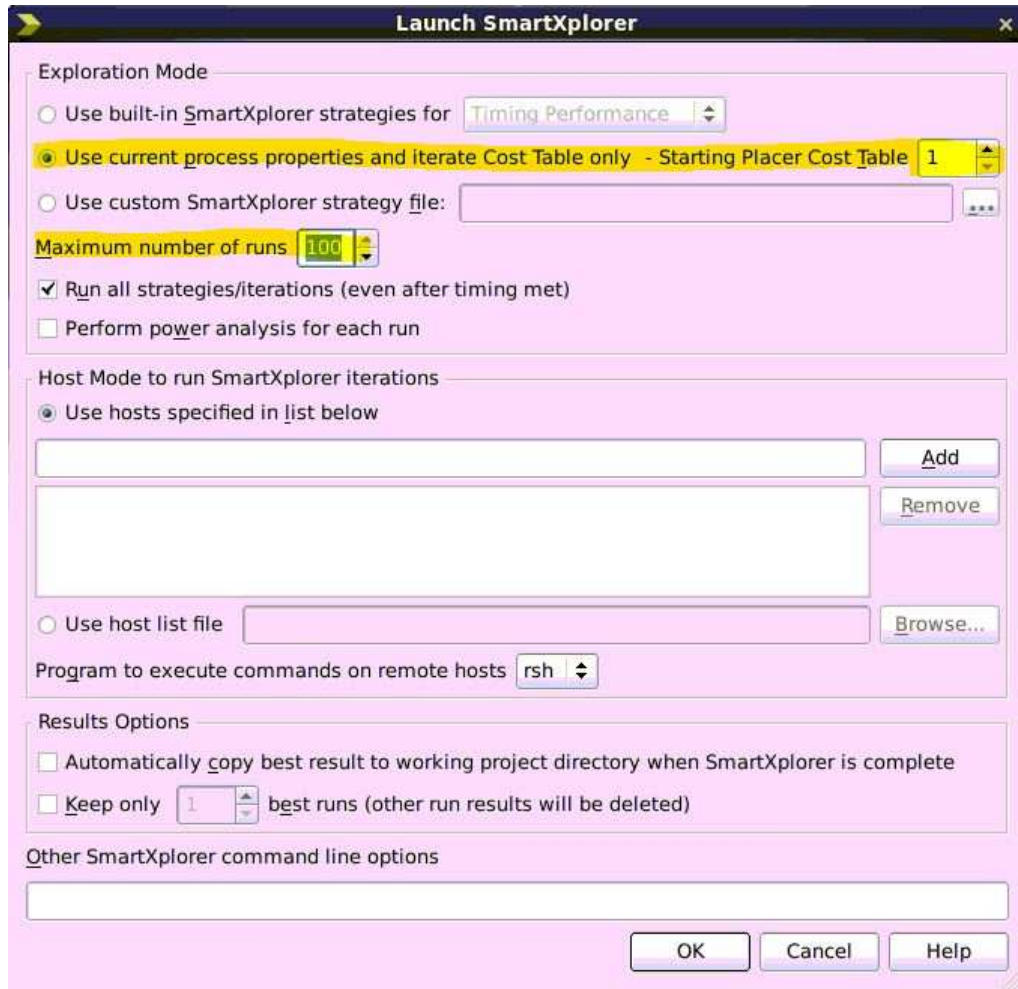 Launch SmartXplorer
Exploration Mode
Use built-in SmartXplorer strategies for Timing Performance
Use current process properties and iterate Cost Table only - Starting Placer Cost Table 1
Use custom SmartXplorer strategy file: ...
Maximum number of runs 100
Run all strategies/iterations (even after timing met)
Perform power analysis for each run
Host Mode to run SmartXplorer iterations
Use hosts specified in list below
Add
Remove
Use host list file Browse...
Program to execute commands on remote hosts rsh
Results Options
Automatically copy best result to working project directory when SmartXplorer is complete
Keep only 1 best runs (other run results will be deleted)
Other SmartXplorer command line options
OK Cancel Help